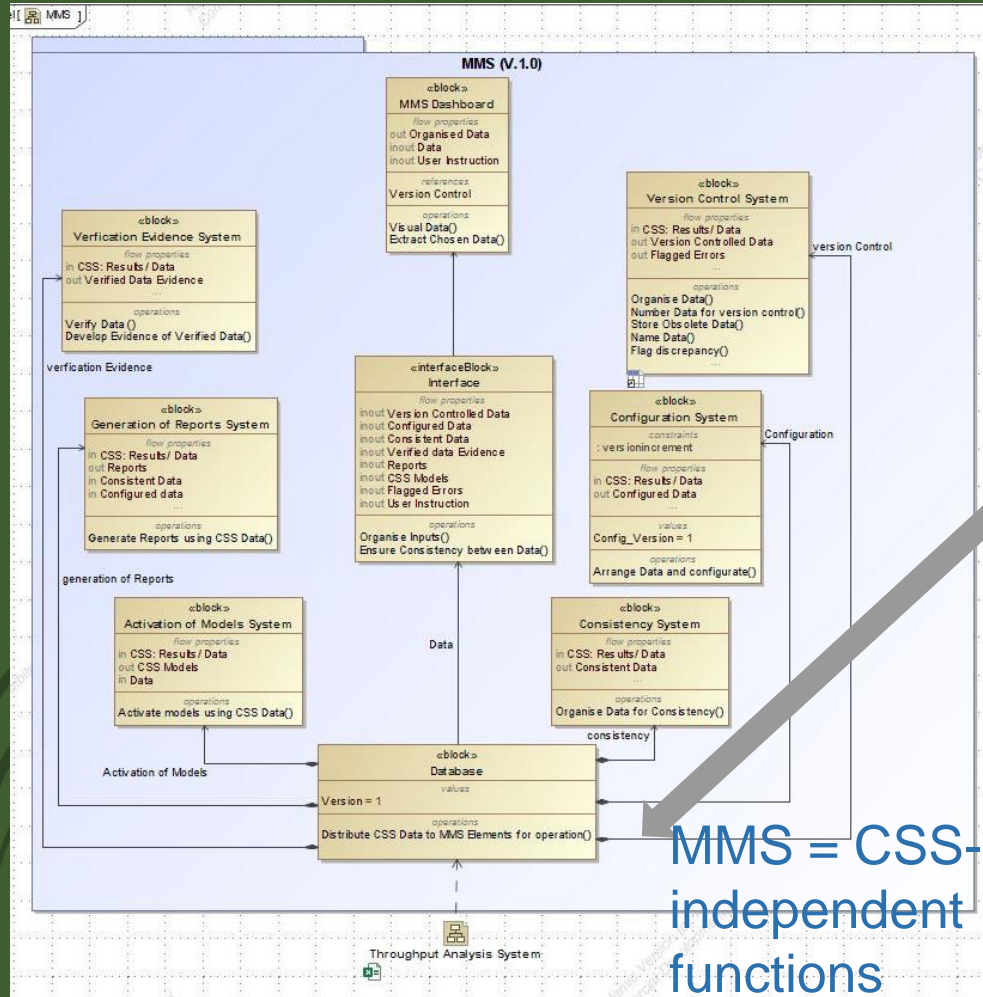 MMS ]
MMS (V.1.0)
«block»
MMS Dashboard
flow properties
out Organised Data
inout Data
inout User Instruction
references
Version Control
operations
Visual Data()
Extract Chosen Data()
«block»
Verfication Evidence System
flow properties
in CSS: Results / Data
out Verified Data Evidence
...
operations
Verify Data ()
Develop Evidence of Verified Data()
verfication Evidence
«block»
Version Control System
flow properties
in CSS: Results / Data
out Version Controlled Data
out Flagged Errors
...
operations
Organise Data()
Number Data for version control()
Store Obsolete Data()
Name Data()
Flag discrepancy()
...
version Control
«block»
Generation of Reports System
flow properties
in CSS: Results / Data
out Reports
in Consistent Data
in Configured data
...
operations
Generate Reports using CSS Data()
generation of Reports
«interfaceBlock»
Interface
flow properties
inout Version Controlled Data
inout Configured Data
inout Consistent Data
inout Verified data Evidence
inout Reports
inout CSS Models
inout Flagged Errors
inout User Instruction
operations
Organise Inputs()
Ensure Consistency between Data()
«block»
Configuration System
constraints
: versionincrement
flow properties
in CSS: Results / Data
out Configured Data
...
values
Config_Version = 1
operations
Arrange Data and configurate()
Configuration
«block»
Activation of Models System
flow properties
in CSS: Results / Data
out CSS Models
in Data
operations
Activate models using CSS Data()
Activation of Models
Data
«block»
Consistency System
flow properties
in CSS: Results / Data
out Consistent Data
...
operations
Organise Data for Consistency()
consistency
«block»
Database
values
Version = 1
operations
Distribute CSS Data to MMS Elements for operation()
Throughput Analysis System
MMS = CSS-
independent
functions